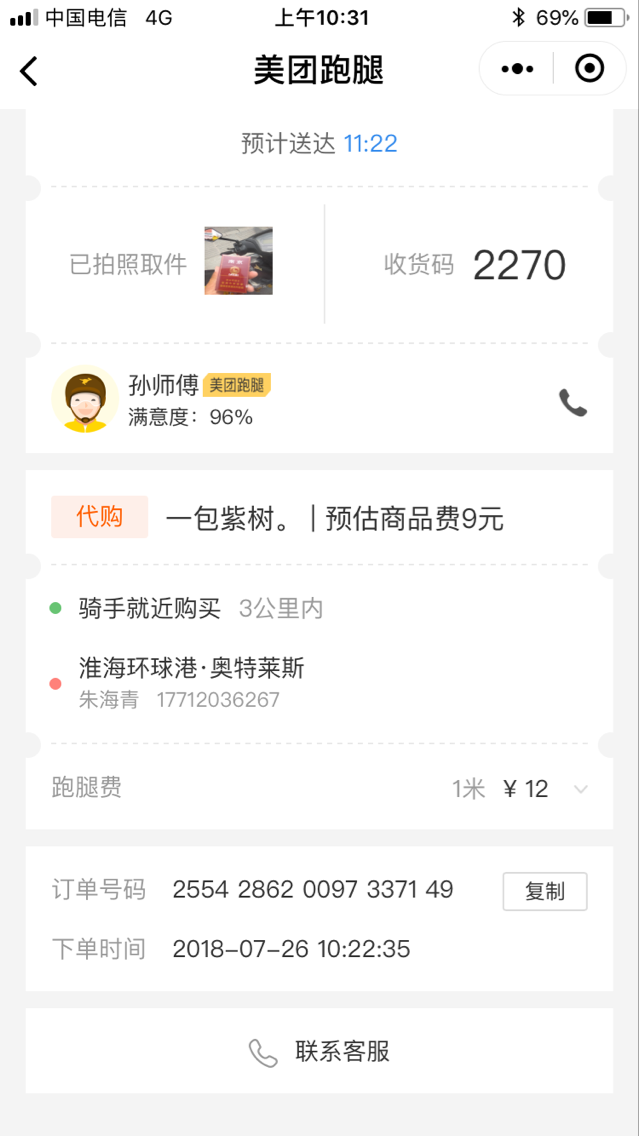 中国电信 4G 上午10:31 69%
美团跑腿
预计送达 11:22
已拍照取件 收货码 2270
孙师傅 美团跑腿
满意度：96%
代购 一包紫树。 | 预估商品费9元
骑手就近购买 3公里内
淮海环球港·奥特莱斯
朱海青 17712036267
跑腿费 1米 ¥ 12
订单号码 2554 2862 0097 3371 49 复制
下单时间 2018-07-26 10:22:35
联系客服